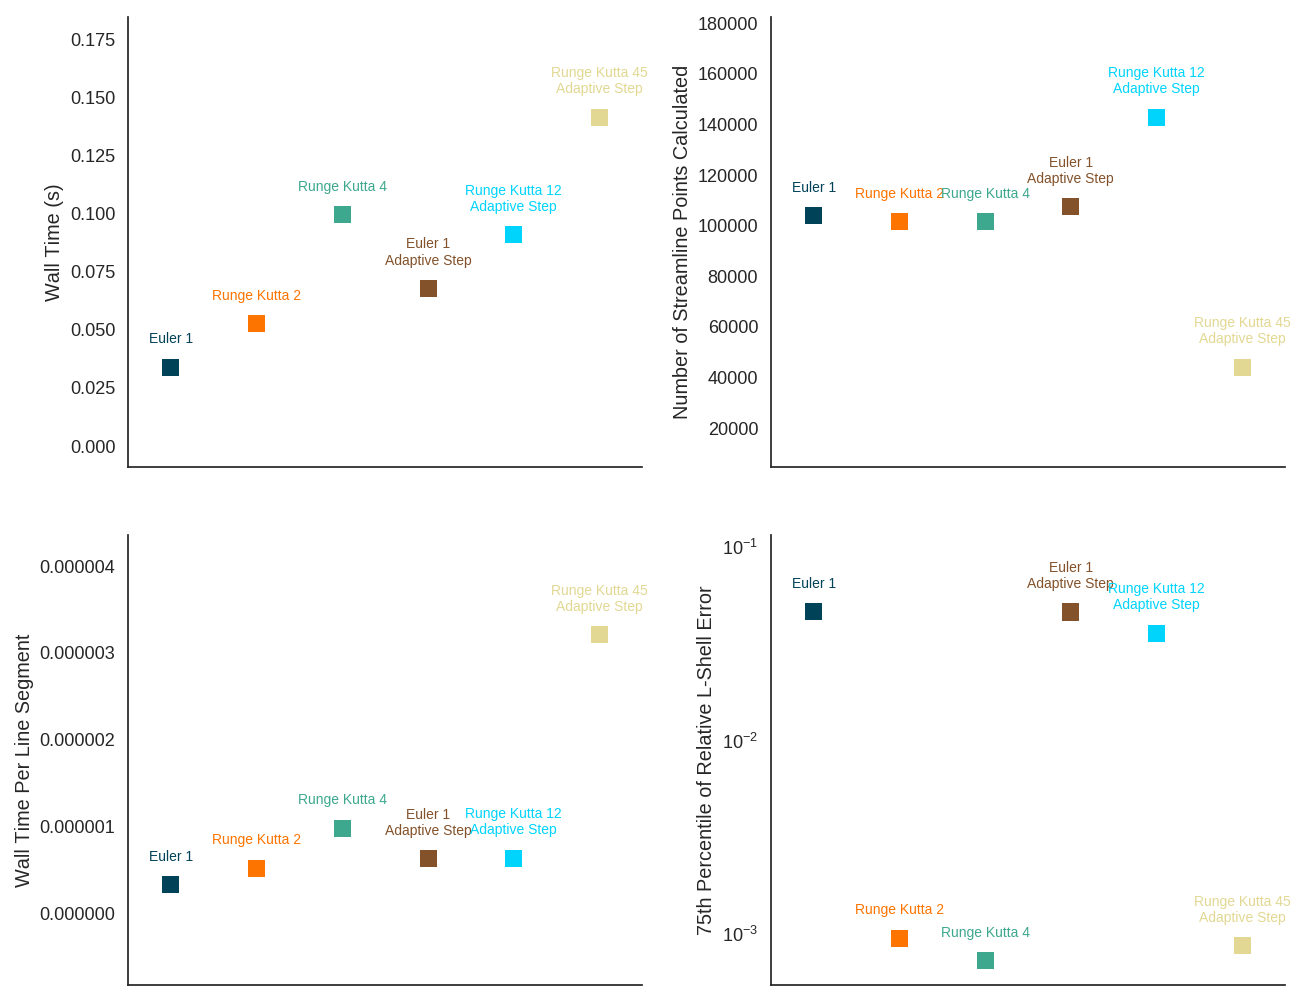 Wall Time (s)
0.175
0.150
0.125
0.100
0.075
0.050
0.025
0.000
Euler 1
Runge Kutta 2
Runge Kutta 4
Euler 1
Adaptive Step
Runge Kutta 12
Adaptive Step
Runge Kutta 45
Adaptive Step
Number of Streamline Points Calculated
180000
160000
140000
120000
100000
80000
60000
40000
20000
Euler 1
Runge Kutta 2
Runge Kutta 4
Euler 1
Adaptive Step
Runge Kutta 12
Adaptive Step
Runge Kutta 45
Adaptive Step
Wall Time Per Line Segment
0.000004
0.000003
0.000002
0.000001
0.000000
Euler 1
Runge Kutta 2
Runge Kutta 4
Euler 1
Adaptive Step
Runge Kutta 12
Adaptive Step
Runge Kutta 45
Adaptive Step
75th Percentile of Relative L-Shell Error
10⁻¹
10⁻²
10⁻³
Euler 1
Runge Kutta 2
Runge Kutta 4
Euler 1
Adaptive Step
Runge Kutta 12
Adaptive Step
Runge Kutta 45
Adaptive Step